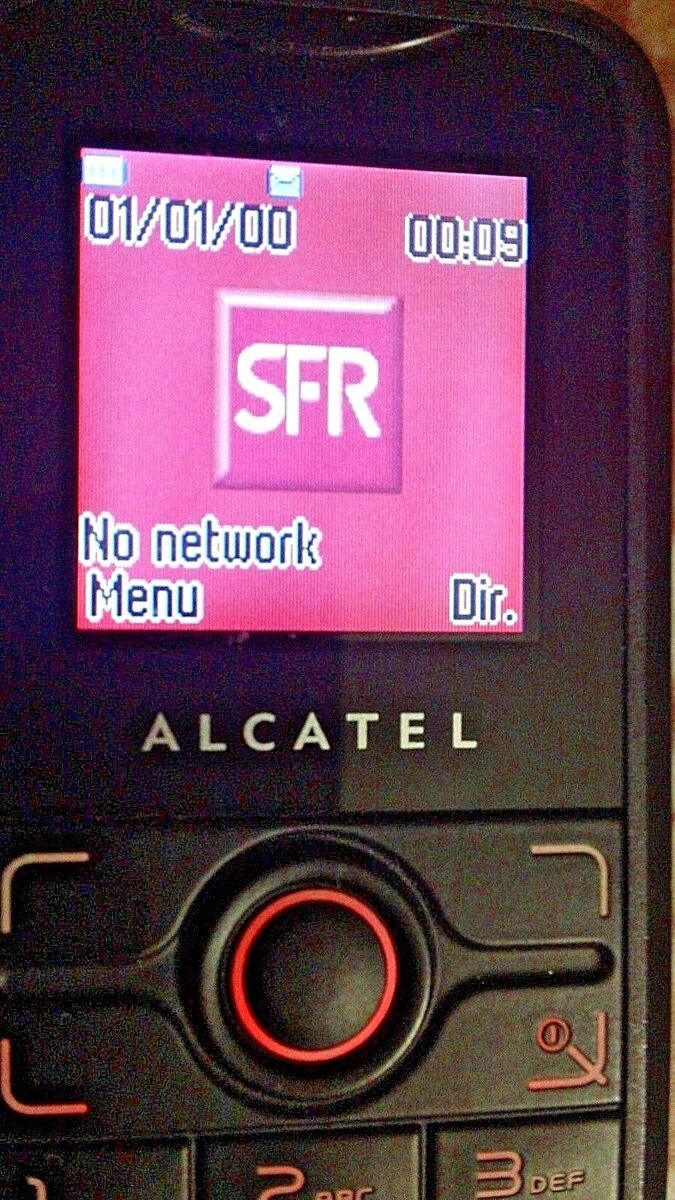 01/01/00 00:09
SFR
No network
Menu Dir.
ALCATEL
2 ABC 3 DEF